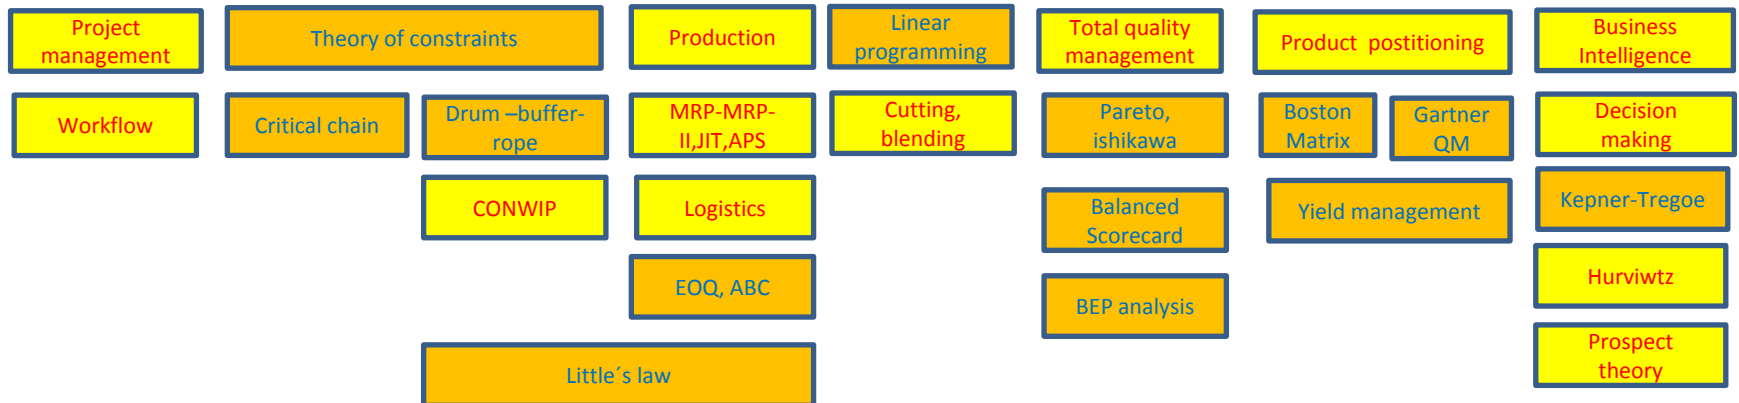 Project
management
Theory of constraints
Production
Linear
programming
Total quality
management
Product postitioning
Business
Intelligence
Workflow
Critical chain
Drum –buffer-
rope
MRP-MRP-
II,JIT,APS
Cutting,
blending
Pareto,
ishikawa
Boston
Matrix
Gartner
QM
Decision
making
CONWIP
Logistics
Balanced
Scorecard
Yield management
Kepner-Tregoe
EOQ, ABC
BEP analysis
Hurviwtz
Little´s law
Prospect
theory